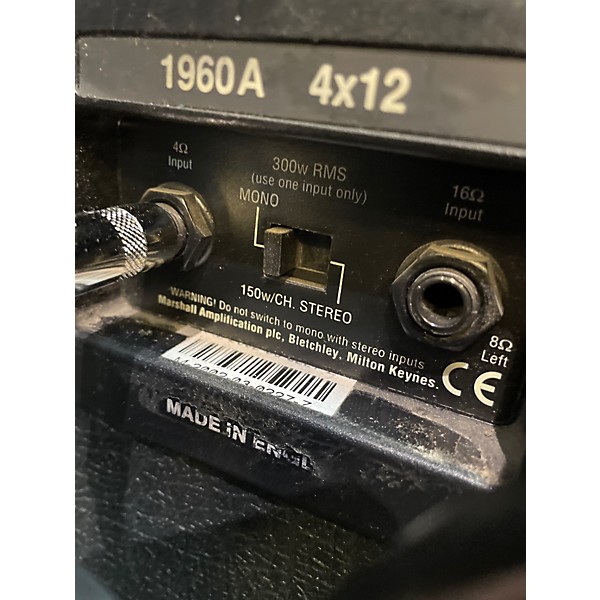 1960A 4x12
4Ω
Input
300w RMS
(use one input only)
16Ω
Input
MONO
150w/CH. STEREO
8Ω
Left
WARNING! Do not switch to mono with stereo inputs
Marshall Amplification plc, Bletchley, Milton Keynes.
CE
MADE IN ENGL